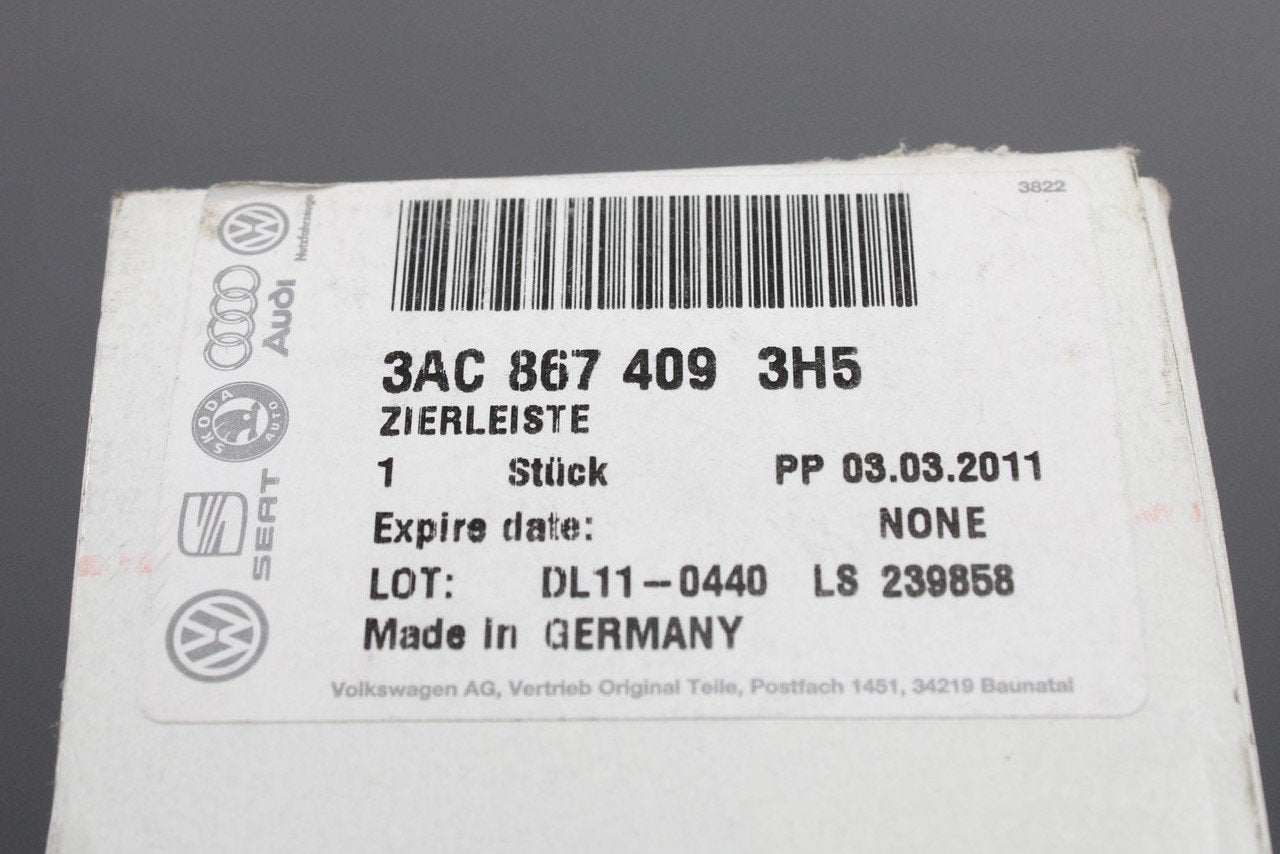 3822
Nutzfahrzeuge
Audi
SKODA
AUTO
SEAT
3AC 867 409 3H5
ZIERLEISTE
1 Stück PP 03.03.2011
Expire date: NONE
LOT: DL11-0440 LS 239858
Made in GERMANY
Volkswagen AG, Vertrieb Original Teile, Postfach 1451, 34219 Baunatal